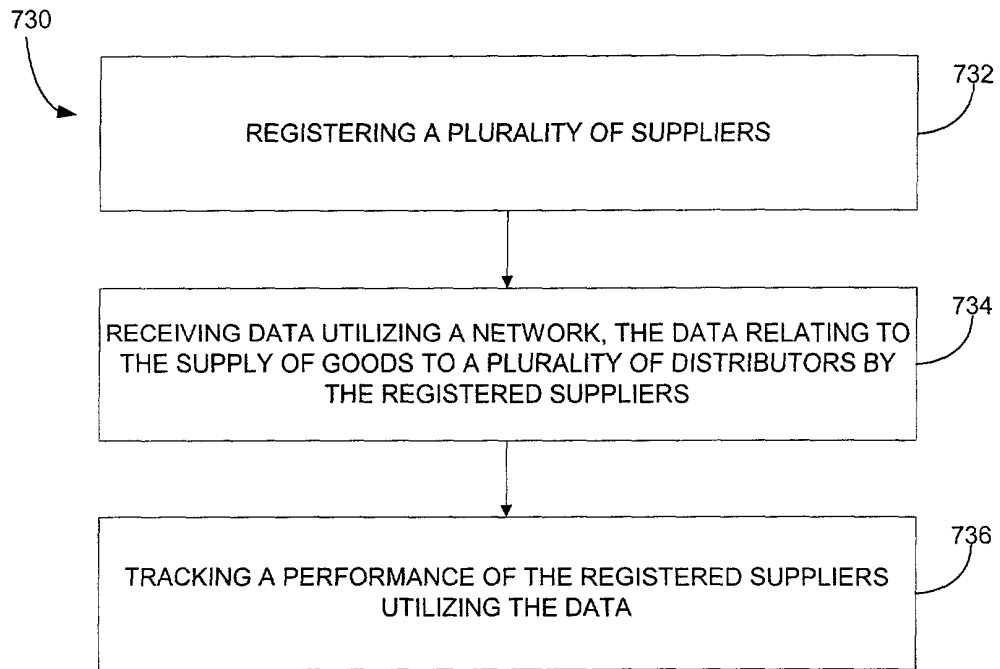 730
732
REGISTERING A PLURALITY OF SUPPLIERS
734
RECEIVING DATA UTILIZING A NETWORK, THE DATA RELATING TO
THE SUPPLY OF GOODS TO A PLURALITY OF DISTRIBUTORS BY
THE REGISTERED SUPPLIERS
736
TRACKING A PERFORMANCE OF THE REGISTERED SUPPLIERS
UTILIZING THE DATA